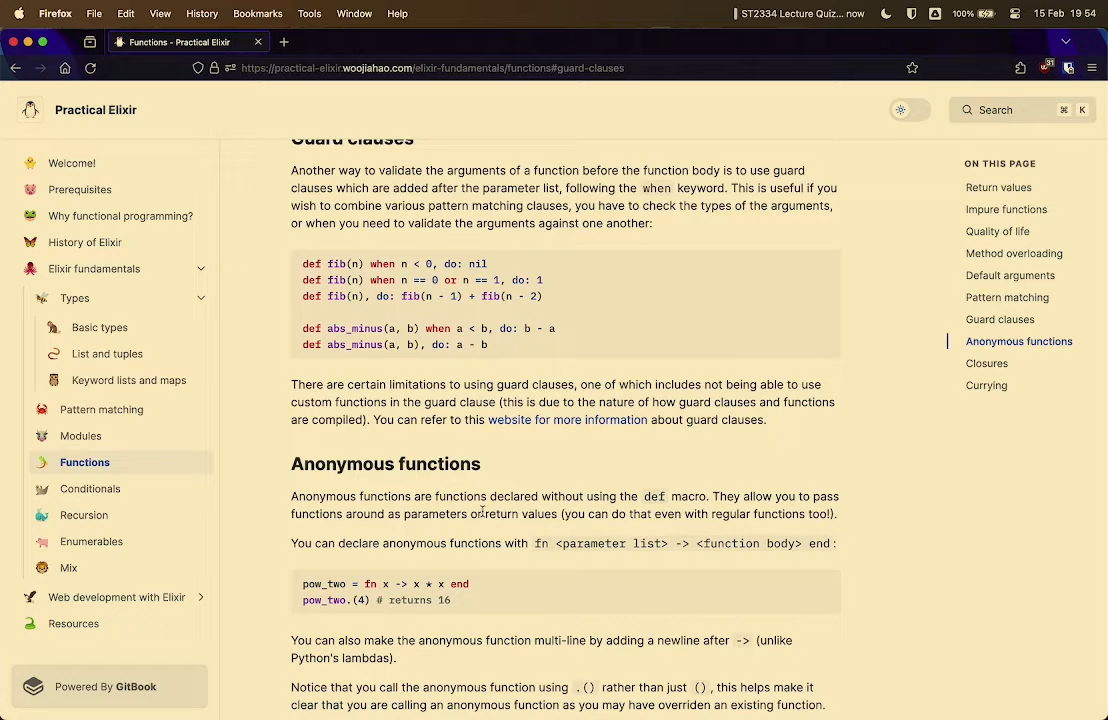 Firefox File Edit View History Bookmarks Tools Window Help ST2334 Lecture Quiz... now 100% 15 Feb 19:54
Functions - Practical Elixir
https://practical-elixir.woojiahao.com/elixir-fundamentals/functions#guard-clauses 31
Practical Elixir
Search ⌘ K
Welcome!
Prerequisites
Why functional programming?
History of Elixir
Elixir fundamentals
Types
Basic types
List and tuples
Keyword lists and maps
Pattern matching
Modules
Functions
Conditionals
Recursion
Enumerables
Mix
Web development with Elixir
Resources
Powered By GitBook
Guard clauses
Another way to validate the arguments of a function before the function body is to use guard
clauses which are added after the parameter list, following the when keyword. This is useful if you
wish to combine various pattern matching clauses, you have to check the types of the arguments,
or when you need to validate the arguments against one another:
def fib(n) when n < 0, do: nil
def fib(n) when n == 0 or n == 1, do: 1
def fib(n), do: fib(n - 1) + fib(n - 2)
def abs_minus(a, b) when a < b, do: b - a
def abs_minus(a, b), do: a - b
There are certain limitations to using guard clauses, one of which includes not being able to use
custom functions in the guard clause (this is due to the nature of how guard clauses and functions
are compiled). You can refer to this website for more information about guard clauses.
Anonymous functions
Anonymous functions are functions declared without using the def macro. They allow you to pass
functions around as parameters or return values (you can do that even with regular functions too!).
You can declare anonymous functions with fn <parameter list> -> <function body> end:
pow_two = fn x -> x * x end
pow_two.(4) # returns 16
You can also make the anonymous function multi-line by adding a newline after -> (unlike
Python's lambdas).
Notice that you call the anonymous function using .() rather than just (), this helps make it
clear that you are calling an anonymous function as you may have overriden an existing function.
ON THIS PAGE
Return values
Impure functions
Quality of life
Method overloading
Default arguments
Pattern matching
Guard clauses
Anonymous functions
Closures
Currying